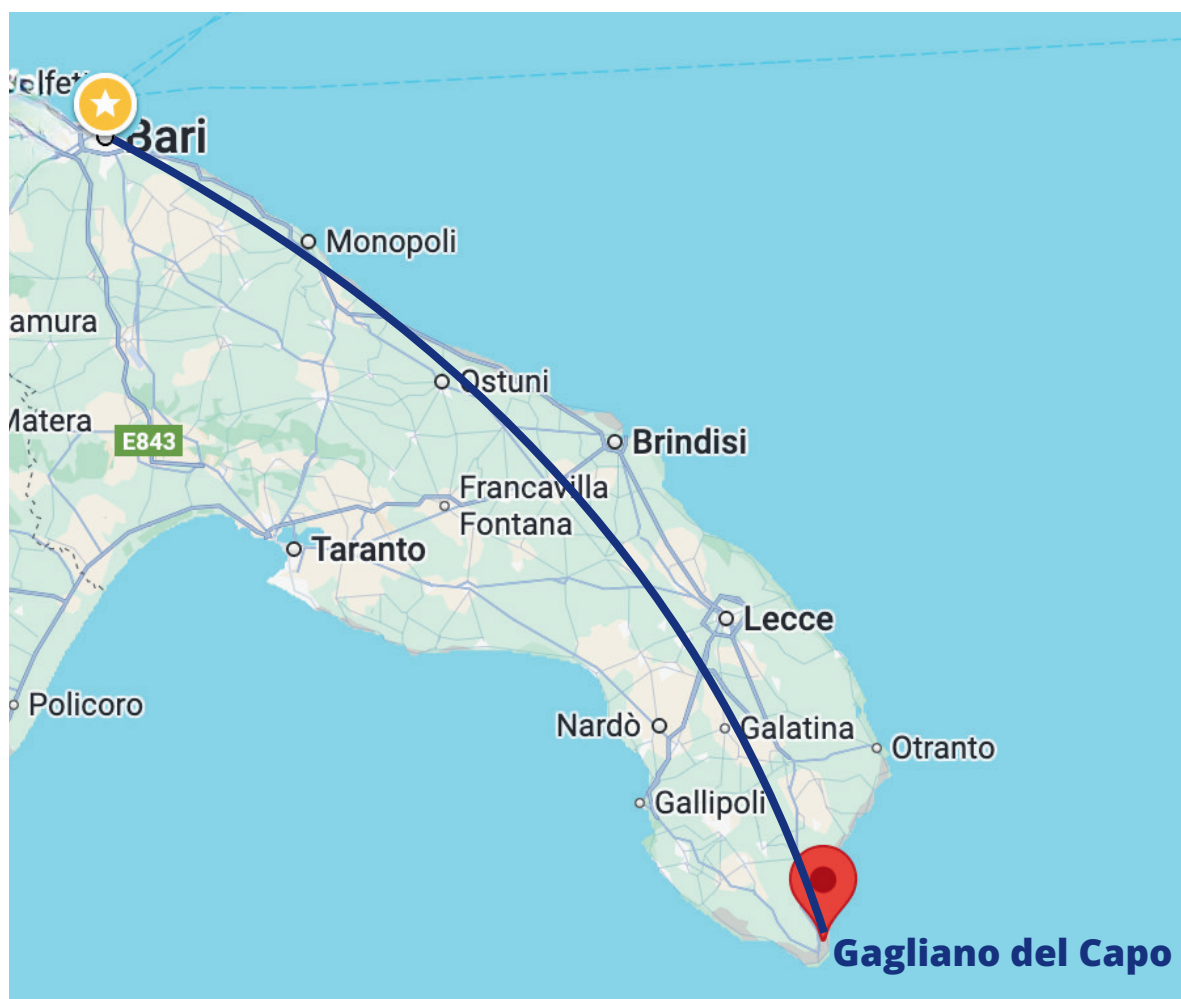 Bari
Monopoli
amura
Ostuni
Matera
E843
Brindisi
Francavilla
Fontana
Taranto
Lecce
Policoro
Nardò
Galatina
Otranto
Gallipoli
Gagliano del Capo